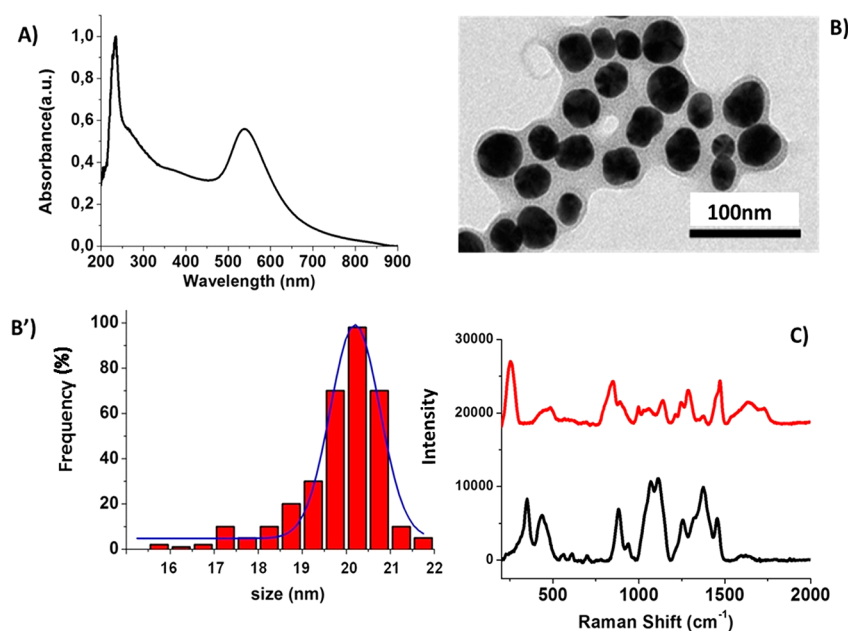 A)
1,0
0,8
0,6
0,4
0,2
0,0
Absorbance(a.u.)
200 300 400 500 600 700 800 900
Wavelength (nm)
B)
100nm
B')
100
80
60
40
20
0
Frequency (%)
16 17 18 19 20 21 22
size (nm)
C)
30000
20000
10000
0
Intensity
500 1000 1500 2000
Raman Shift (cm⁻¹)